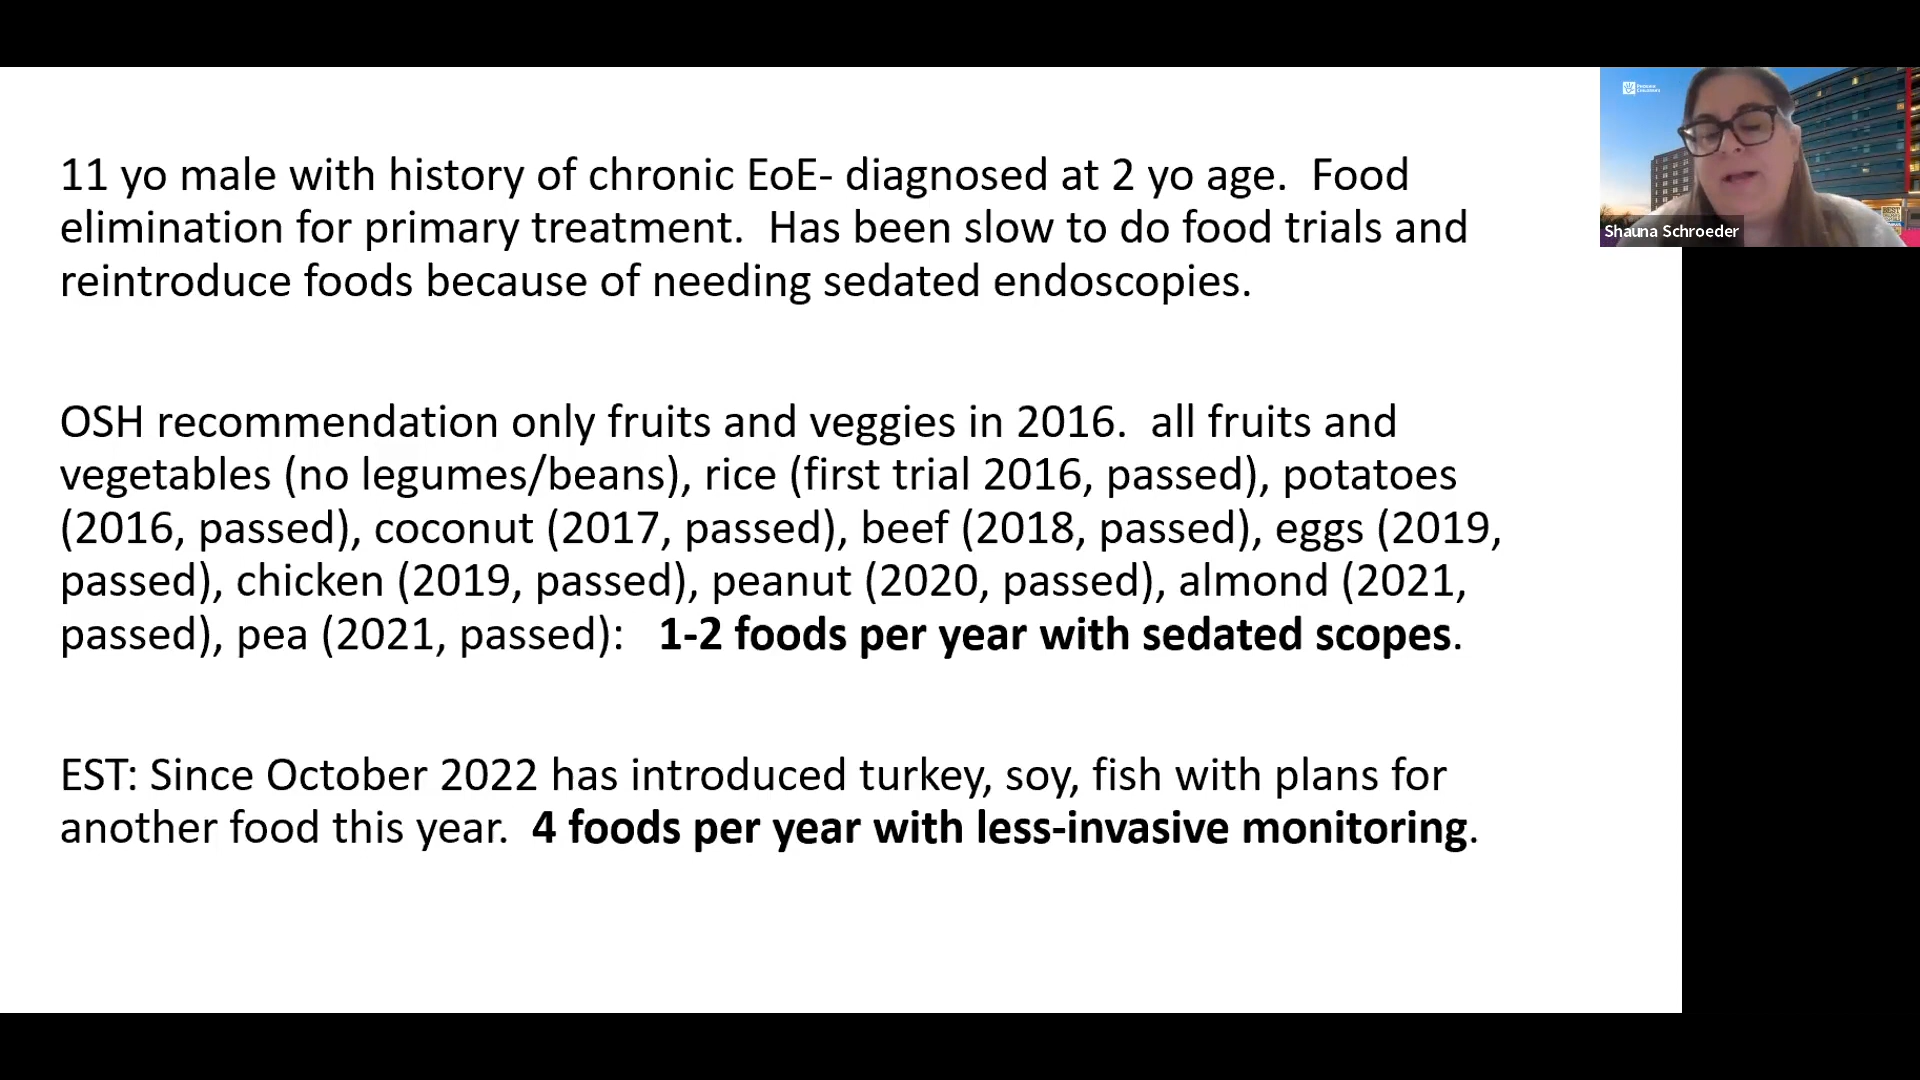 11 yo male with history of chronic EoE- diagnosed at 2 yo age.  Food
elimination for primary treatment.  Has been slow to do food trials and
reintroduce foods because of needing sedated endoscopies.
OSH recommendation only fruits and veggies in 2016.  all fruits and
vegetables (no legumes/beans), rice (first trial 2016, passed), potatoes
(2016, passed), coconut (2017, passed), beef (2018, passed), eggs (2019,
passed), chicken (2019, passed), peanut (2020, passed), almond (2021,
passed), pea (2021, passed):   1-2 foods per year with sedated scopes.
EST: Since October 2022 has introduced turkey, soy, fish with plans for
another food this year.  4 foods per year with less-invasive monitoring.
Shauna Schroeder